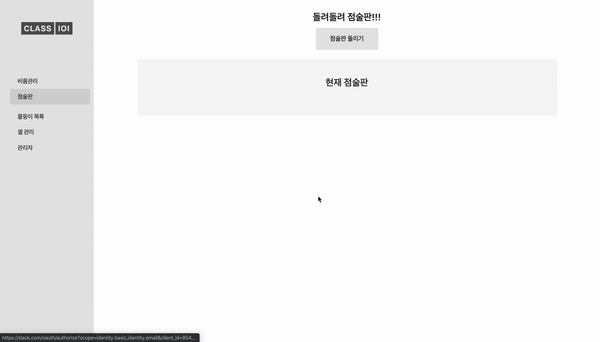 CLASS 101
비품관리
점술판
클둥이 목록
셀 관리
관리자
돌려돌려 점술판!!!
점술판 돌리기
현재 점술판
https://slack.com/oauth/authorize?scope=identity.basic,identity.email&client_id=854...